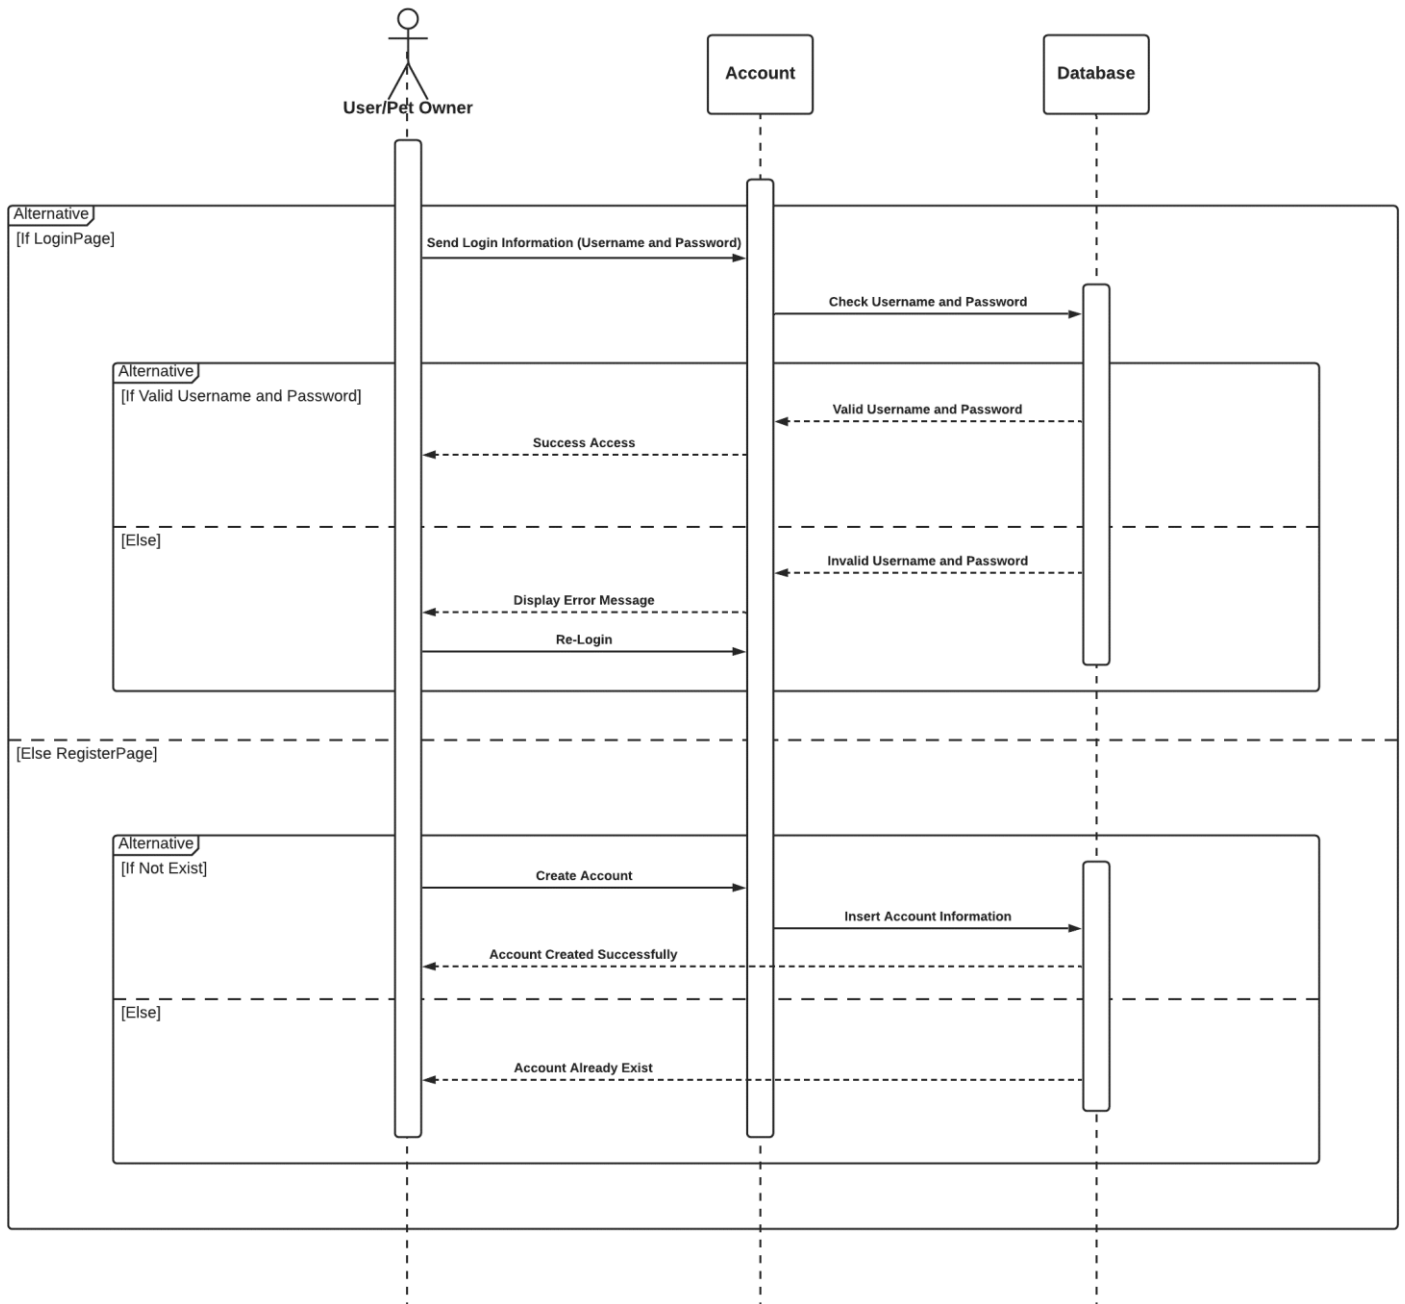 User/Pet Owner
Account
Database
Alternative
[If LoginPage]
Send Login Information (Username and Password)
Check Username and Password
Alternative
[If Valid Username and Password]
Valid Username and Password
Success Access
[Else]
Invalid Username and Password
Display Error Message
Re-Login
[Else RegisterPage]
Alternative
[If Not Exist]
Create Account
Insert Account Information
Account Created Successfully
[Else]
Account Already Exist